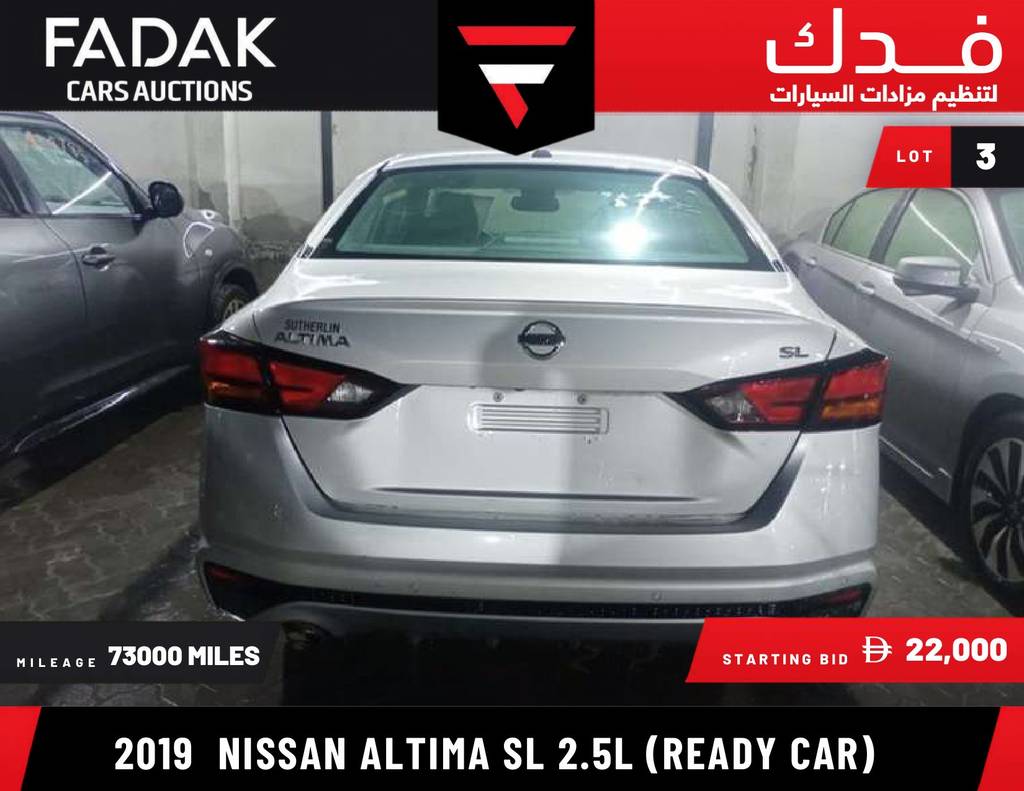 FADAK
CARS AUCTIONS
فدك
لتنظيم مزادات السيارات
LOT 3
SUTHERLIN
ALTIMA
SL
MILEAGE 73000 MILES
STARTING BID 22,000
2019 NISSAN ALTIMA SL 2.5L (READY CAR)